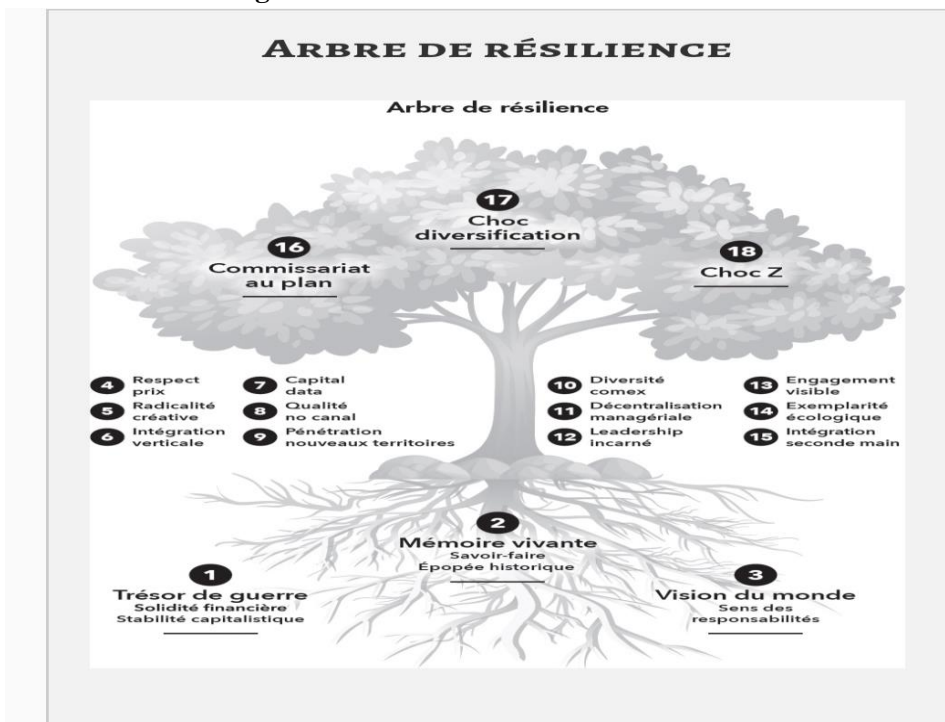 ARBRE DE RÉSILIENCE
Arbre de résilience
17
Choc
diversification
16
Commissariat
au plan
18
Choc Z
4 Respect
prix
5 Radicalité
créative
6 Intégration
verticale
7 Capital
data
8 Qualité
no canal
9 Pénétration
nouveaux territoires
10 Diversité
comex
11 Décentralisation
managériale
12 Leadership
incarné
13 Engagement
visible
14 Exemplarité
écologique
15 Intégration
seconde main
1
Trésor de guerre
Solidité financière
Stabilité capitalistique
2
Mémoire vivante
Savoir-faire
Épopée historique
3
Vision du monde
Sens des
responsabilités